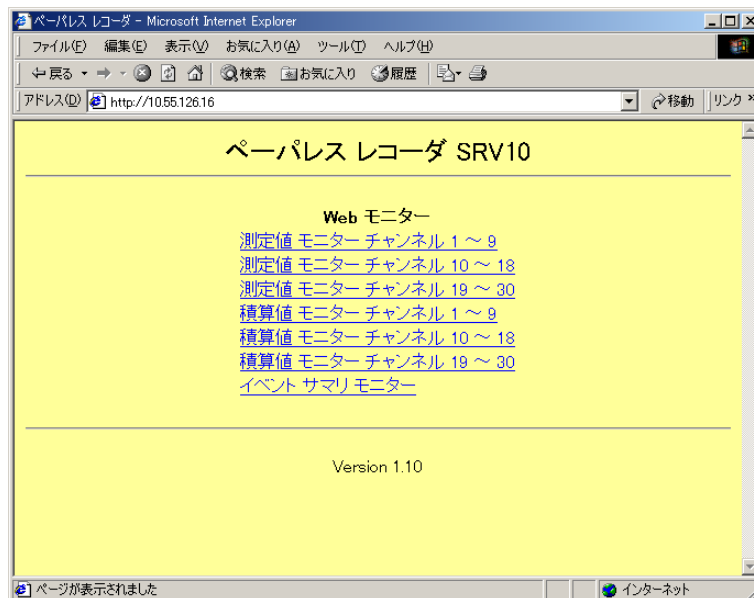 ペーパレス レコーダ - Microsoft Internet Explorer
ファイル(F) 編集(E) 表示(V) お気に入り(A) ツール(T) ヘルプ(H)
戻る 検索 お気に入り 履歴
アドレス(D) http://10.55.126.16 移動 リンク »
ペーパレス レコーダ SRV10
Web モニター
測定値 モニター チャンネル 1 ～ 9
測定値 モニター チャンネル 10 ～ 18
測定値 モニター チャンネル 19 ～ 30
積算値 モニター チャンネル 1 ～ 9
積算値 モニター チャンネル 10 ～ 18
積算値 モニター チャンネル 19 ～ 30
イベント サマリ モニター
Version 1.10
ページが表示されました インターネット